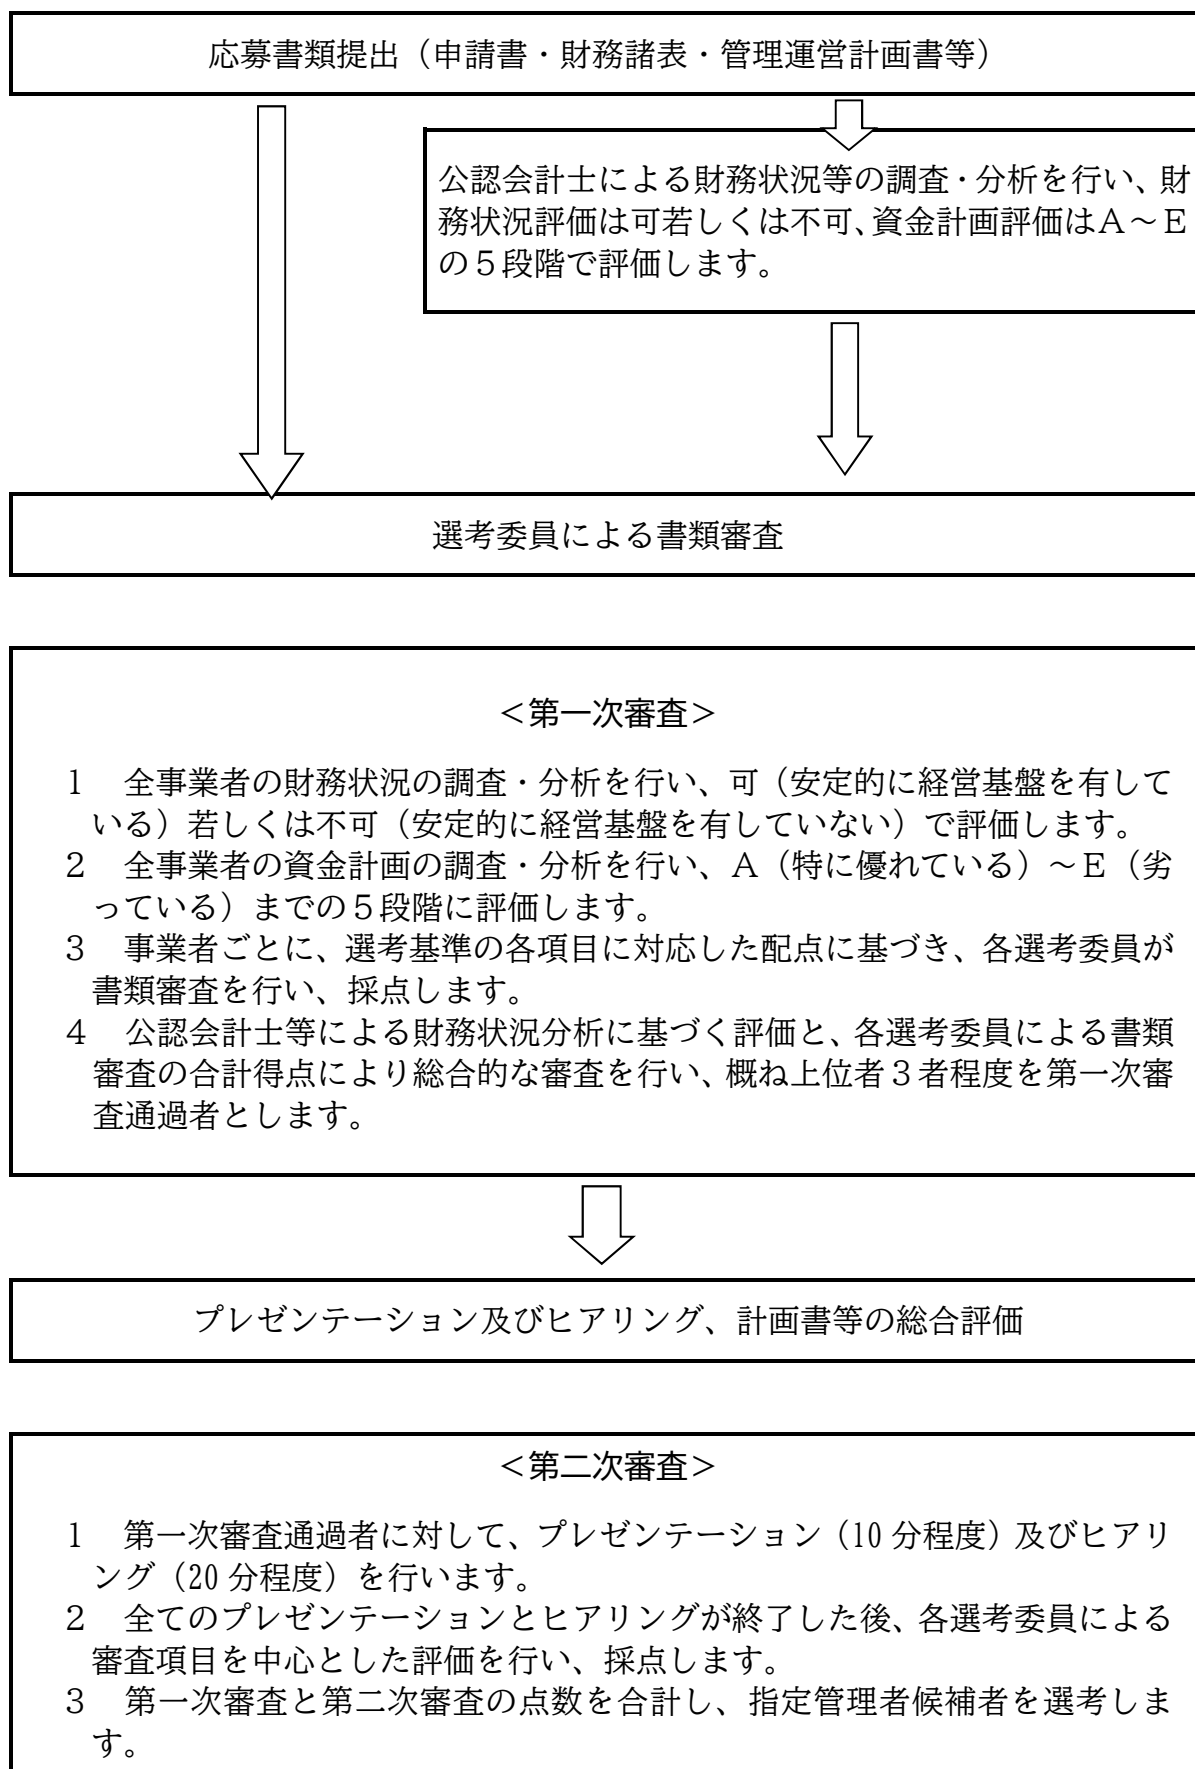 応募書類提出（申請書・財務諸表・管理運営計画書等）
公認会計士による財務状況等の調査・分析を行い、財
務状況評価は可若しくは不可、資金計画評価はＡ～Ｅ
の５段階で評価します。
選考委員による書類審査
＜第一次審査＞
１　全事業者の財務状況の調査・分析を行い、可（安定的に経営基盤を有して
いる）若しくは不可（安定的に経営基盤を有していない）で評価します。
２　全事業者の資金計画の調査・分析を行い、Ａ（特に優れている）～Ｅ（劣
っている）までの５段階に評価します。
３　事業者ごとに、選考基準の各項目に対応した配点に基づき、各選考委員が
書類審査を行い、採点します。
４　公認会計士等による財務状況分析に基づく評価と、各選考委員による書類
審査の合計得点により総合的な審査を行い、概ね上位者３者程度を第一次審
査通過者とします。
プレゼンテーション及びヒアリング、計画書等の総合評価
＜第二次審査＞
１　第一次審査通過者に対して、プレゼンテーション（10 分程度）及びヒアリ
ング（20 分程度）を行います。
２　全てのプレゼンテーションとヒアリングが終了した後、各選考委員による
審査項目を中心とした評価を行い、採点します。
３　第一次審査と第二次審査の点数を合計し、指定管理者候補者を選考しま
す。